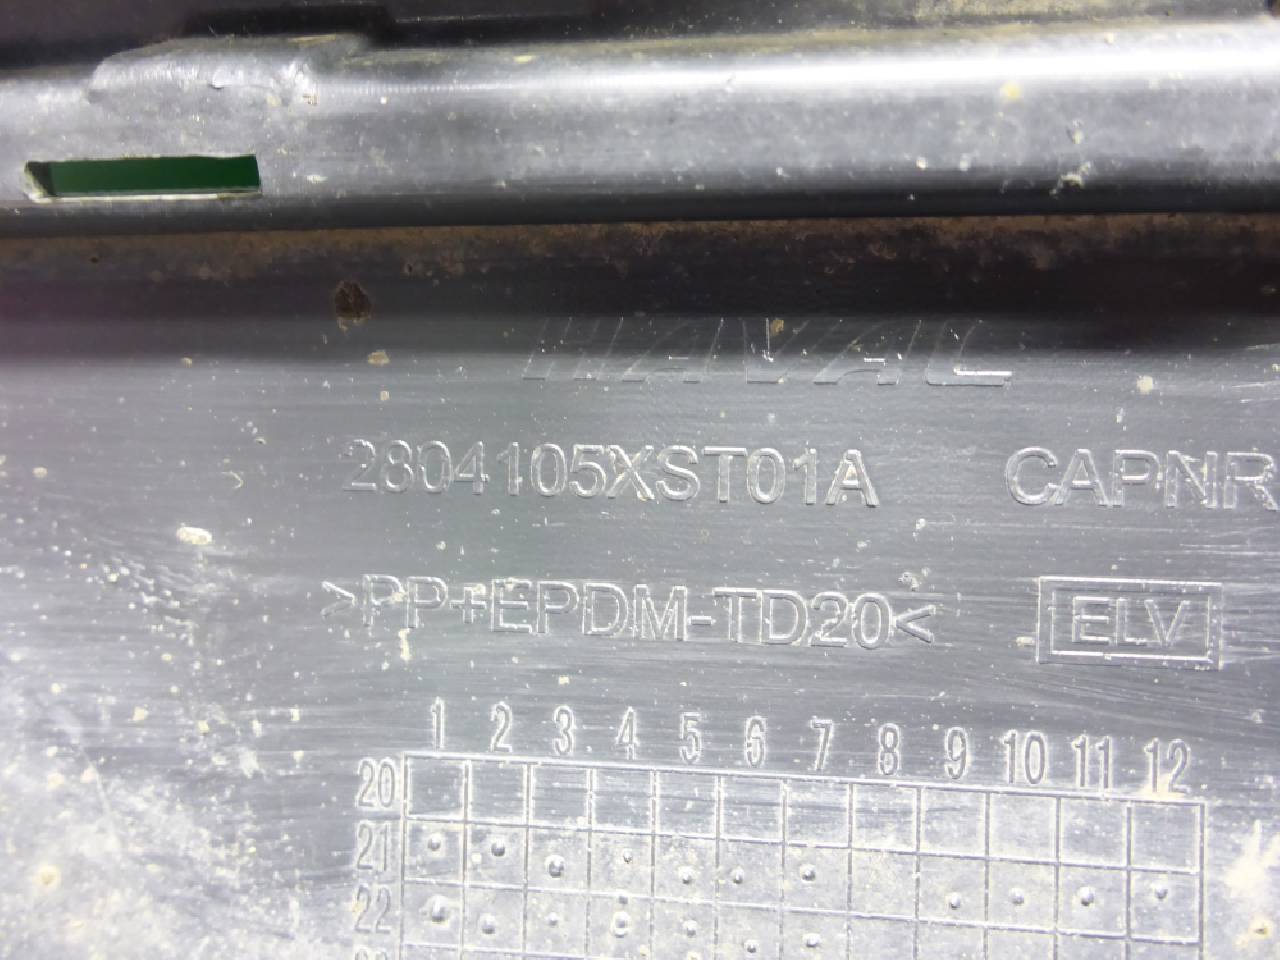 HAVAL
2804105XST01A CAPNR
>PP+EPDM-TD20< ELV
1 2 3 4 5 6 7 8 9 10 11 12
20
21
22